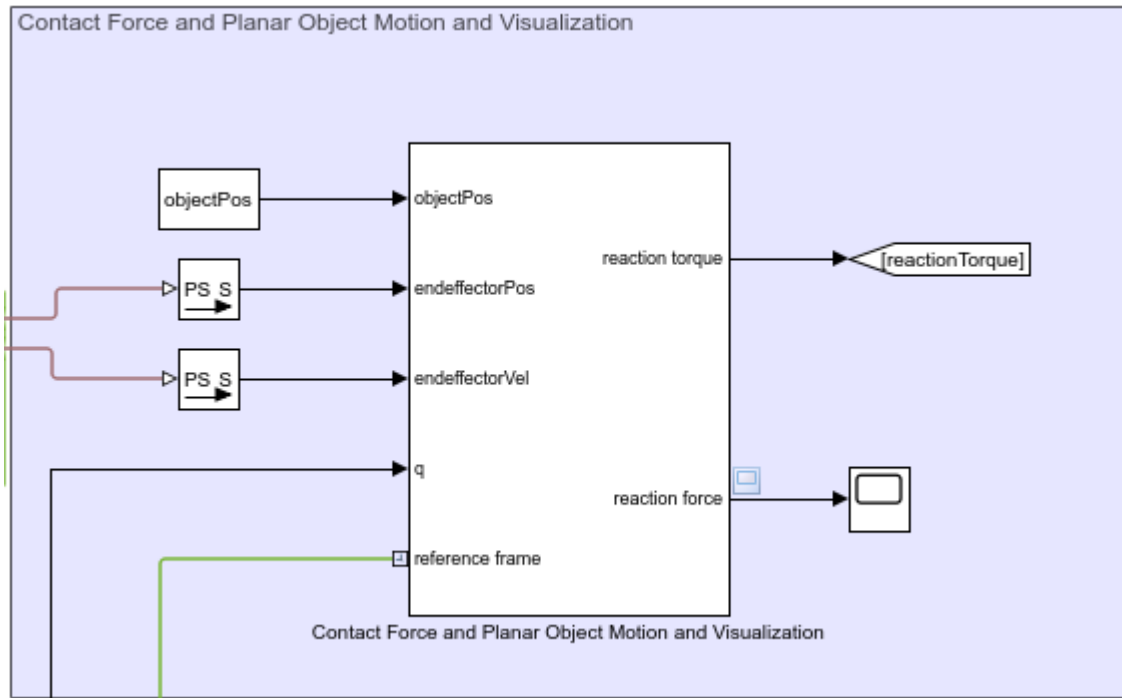 Contact Force and Planar Object Motion and Visualization
objectPos
objectPos
reaction torque
[reactionTorque]
PS S
endeffectorPos
PS S
endeffectorVel
q
reaction force
reference frame
Contact Force and Planar Object Motion and Visualization